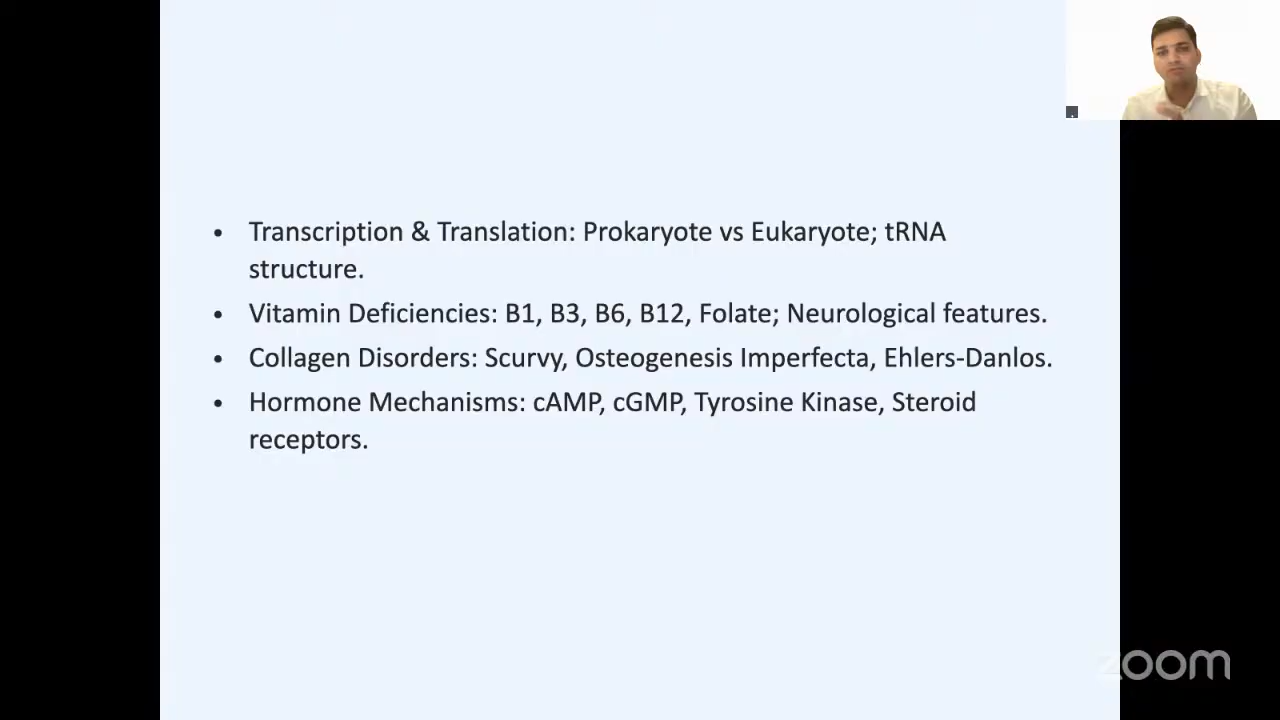 • Transcription & Translation: Prokaryote vs Eukaryote; tRNA
structure.
• Vitamin Deficiencies: B1, B3, B6, B12, Folate; Neurological features.
• Collagen Disorders: Scurvy, Osteogenesis Imperfecta, Ehlers-Danlos.
• Hormone Mechanisms: cAMP, cGMP, Tyrosine Kinase, Steroid
receptors.
zoom